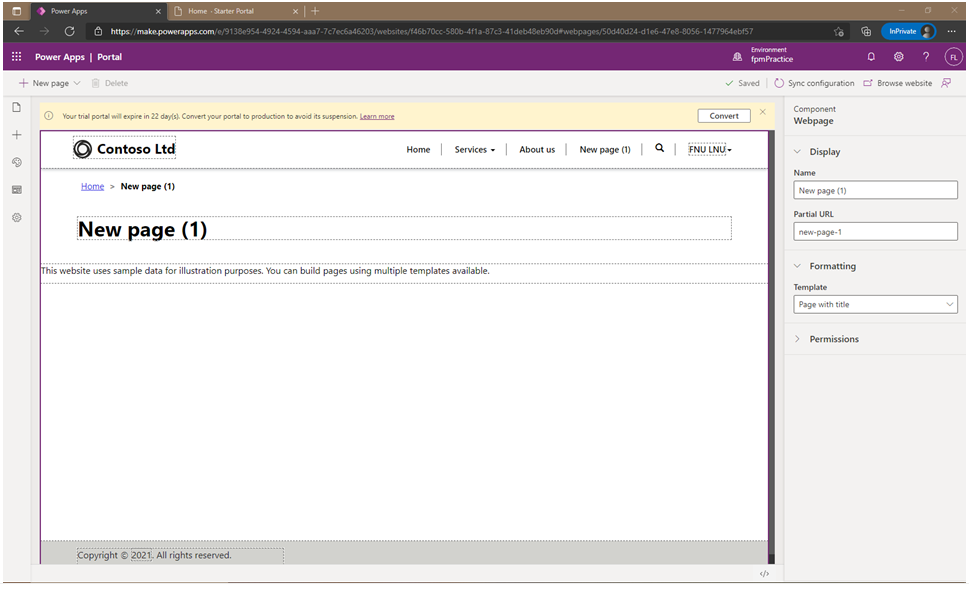 Power Apps
Home - Starter Portal
https://make.powerapps.com/e/9138e954-4924-4594-aaa7-7c7ec6a46203/websites/f46b70cc-580b-4f1a-87c3-41deb48eb90d#webpages/50d40d24-d1e6-47e8-8056-1477964ebf57
InPrivate
Power Apps | Portal
Environment
fpmPractice
?
FL
New page
Delete
Saved
Sync configuration
Browse website
Your trial portal will expire in 22 day(s). Convert your portal to production to avoid its suspension. Learn more
Convert
Contoso Ltd
Home
Services
About us
New page (1)
FNU LNU
Home > New page (1)
New page (1)
This website uses sample data for illustration purposes. You can build pages using multiple templates available.
Copyright © 2021. All rights reserved.
</>
Component
Webpage
Display
Name
New page (1)
Partial URL
new-page-1
Formatting
Template
Page with title
Permissions